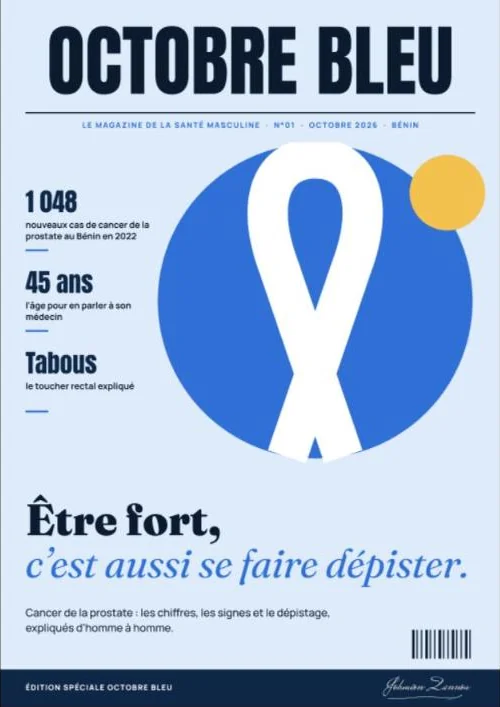 OCTOBRE BLEU
LE MAGAZINE DE LA SANTÉ MASCULINE · N°01 · OCTOBRE 2026 · BÉNIN
1 048
nouveaux cas de cancer de la
prostate au Bénin en 2022
45 ans
l'âge pour en parler à son
médecin
Tabous
le toucher rectal expliqué
Être fort,
c'est aussi se faire dépister.
Cancer de la prostate : les chiffres, les signes et le dépistage,
expliqués d'homme à homme.
ÉDITION SPÉCIALE OCTOBRE BLEU